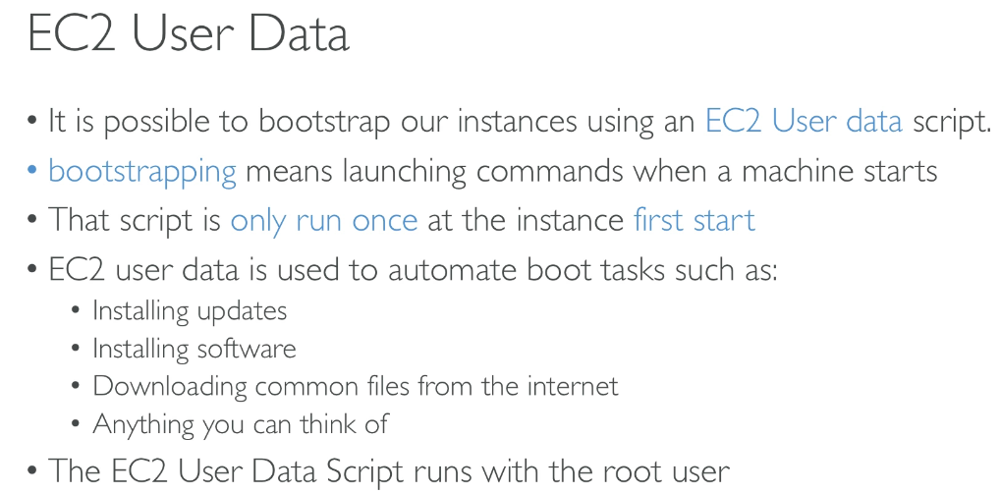 EC2 User Data
• It is possible to bootstrap our instances using an EC2 User data script.
• bootstrapping means launching commands when a machine starts
• That script is only run once at the instance first start
• EC2 user data is used to automate boot tasks such as:
• Installing updates
• Installing software
• Downloading common files from the internet
• Anything you can think of
• The EC2 User Data Script runs with the root user